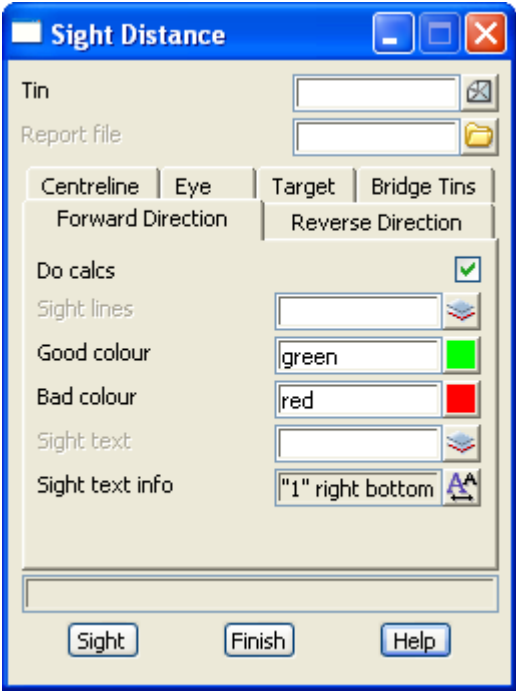 Sight Distance
Tin
Report file
Centreline Eye Target Bridge Tins
Forward Direction Reverse Direction
Do calcs
Sight lines
Good colour green
Bad colour red
Sight text
Sight text info "1" right bottom
Sight Finish Help